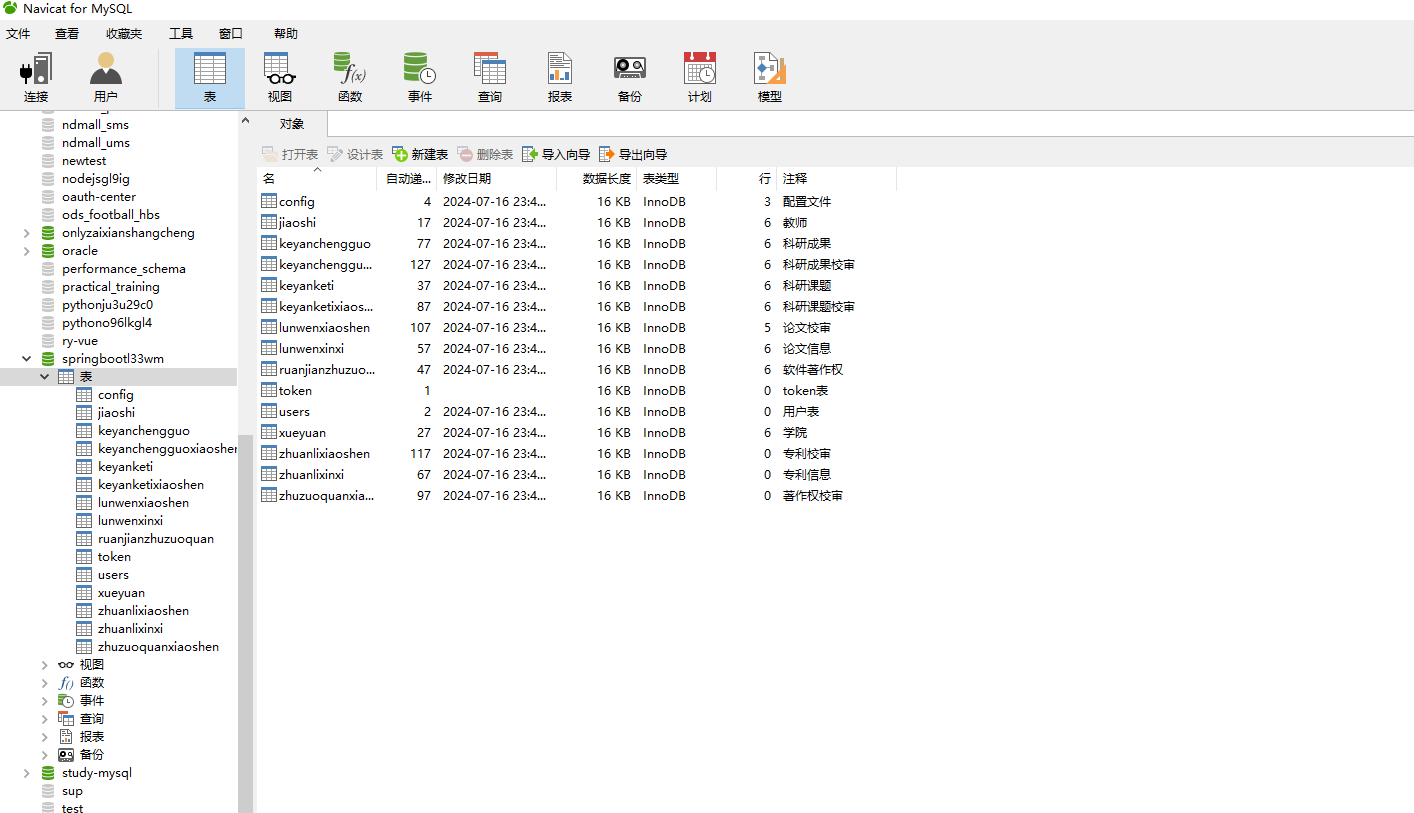 Navicat for MySQL
文件 查看 收藏夹 工具 窗口 帮助
连接 用户 表 视图 函数 事件 查询 报表 备份 计划 模型
ndmall_sms
ndmall_ums
newtest
nodejsgl9ig
oauth-center
ods_football_hbs
onlyzaixianshangcheng
oracle
performance_schema
practical_training
pythonju3u29c0
pythono96lkgl4
ry-vue
springbootl33wm
表
config
jiaoshi
keyanchengguo
keyanchengguoxiaoshen
keyanketi
keyanketixiaoshen
lunwenxiaoshen
lunwenxinxi
ruanjianzhuzuoquan
token
users
xueyuan
zhuanlixiaoshen
zhuanlixinxi
zhuzuoquanxiaoshen
视图
函数
事件
查询
报表
备份
study-mysql
sup
test
对象
打开表 设计表 新建表 删除表 导入向导 导出向导
名 自动递... 修改日期 数据长度 表类型 行 注释
config 4 2024-07-16 23:4... 16 KB InnoDB 3 配置文件
jiaoshi 17 2024-07-16 23:4... 16 KB InnoDB 6 教师
keyanchengguo 77 2024-07-16 23:4... 16 KB InnoDB 6 科研成果
keyanchenggu... 127 2024-07-16 23:4... 16 KB InnoDB 6 科研成果校审
keyanketi 37 2024-07-16 23:4... 16 KB InnoDB 6 科研课题
keyanketixiaos... 87 2024-07-16 23:4... 16 KB InnoDB 6 科研课题校审
lunwenxiaoshen 107 2024-07-16 23:4... 16 KB InnoDB 5 论文校审
lunwenxinxi 57 2024-07-16 23:4... 16 KB InnoDB 6 论文信息
ruanjianzhuzuo... 47 2024-07-16 23:4... 16 KB InnoDB 6 软件著作权
token 1 16 KB InnoDB 0 token表
users 2 2024-07-16 23:4... 16 KB InnoDB 0 用户表
xueyuan 27 2024-07-16 23:4... 16 KB InnoDB 6 学院
zhuanlixiaoshen 117 2024-07-16 23:4... 16 KB InnoDB 0 专利校审
zhuanlixinxi 67 2024-07-16 23:4... 16 KB InnoDB 0 专利信息
zhuzuoquanxia... 97 2024-07-16 23:4... 16 KB InnoDB 0 著作权校审